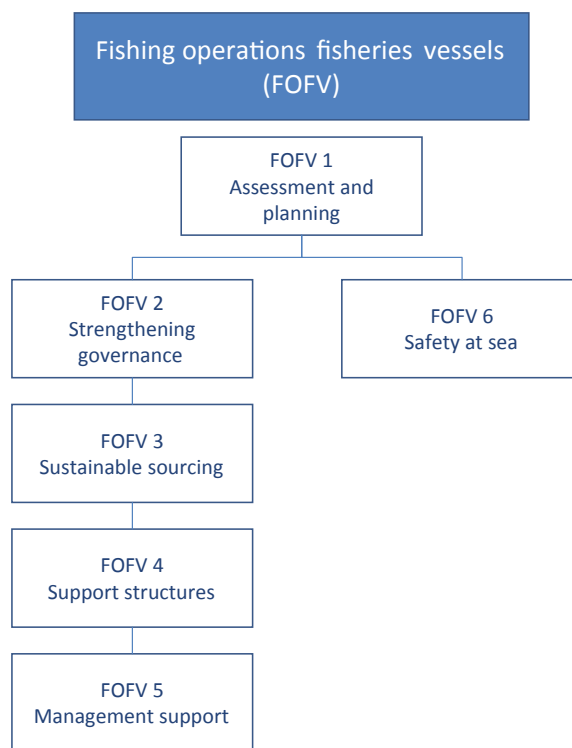 Fishing operations fisheries vessels
(FOFV)
FOFV 1
Assessment and
planning
FOFV 2
Strengthening
governance
FOFV 6
Safety at sea
FOFV 3
Sustainable sourcing
FOFV 4
Support structures
FOFV 5
Management support